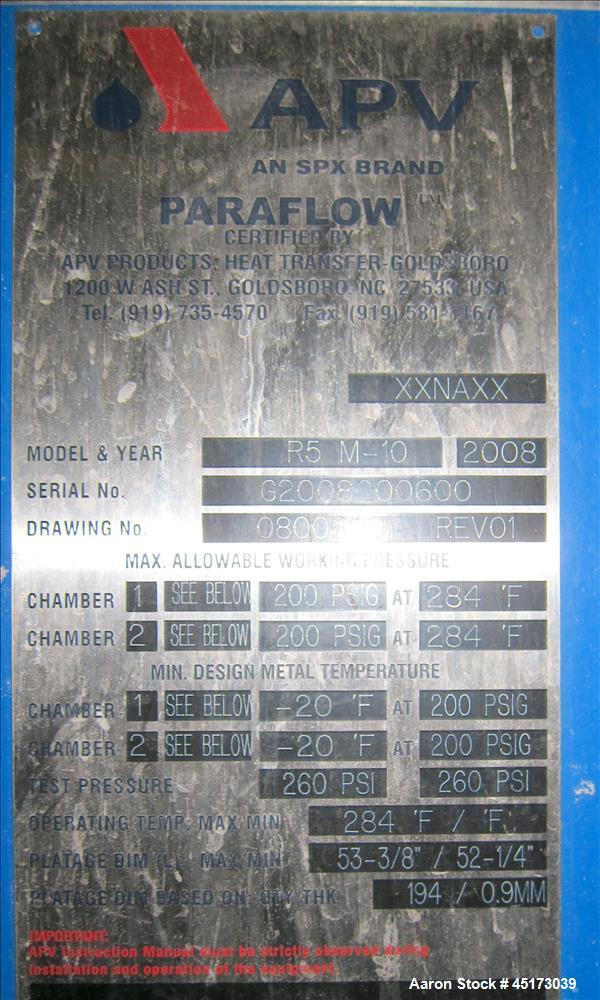 APV
AN SPX BRAND
PARAFLOW TM
CERTIFIED BY
APV PRODUCTS, HEAT TRANSFER-GOLDSBORO
1200 W ASH ST., GOLDSBORO, NC, 27533, USA
Tel. (919) 735-4570 Fax. (919)
XXNAXX
MODEL & YEAR R5 M-10 2008
SERIAL No. G2008000600
DRAWING No. REV01
MAX. ALLOWABLE WORKING PRESSURE
CHAMBER 1 SEE BELOW 200 PSIG AT 284 'F
CHAMBER 2 SEE BELOW 200 PSIG AT 284 'F
MIN. DESIGN METAL TEMPERATURE
CHAMBER 1 SEE BELOW -20 'F AT 200 PSIG
CHAMBER 2 SEE BELOW -20 'F AT 200 PSIG
TEST PRESSURE 260 PSI 260 PSI
OPERATING TEMP. MAX/MIN 284 'F / 'F
PLATAGE DIM (L) MAX/MIN 53-3/8" / 52-1/4"
PLATAGE DIM BASED ON: QTY THK 194 / 0.9MM
IMPORTANT:
APV Instruction Manual must be strictly observed during
installation and operation of the equipment
Aaron Stock # 45173039